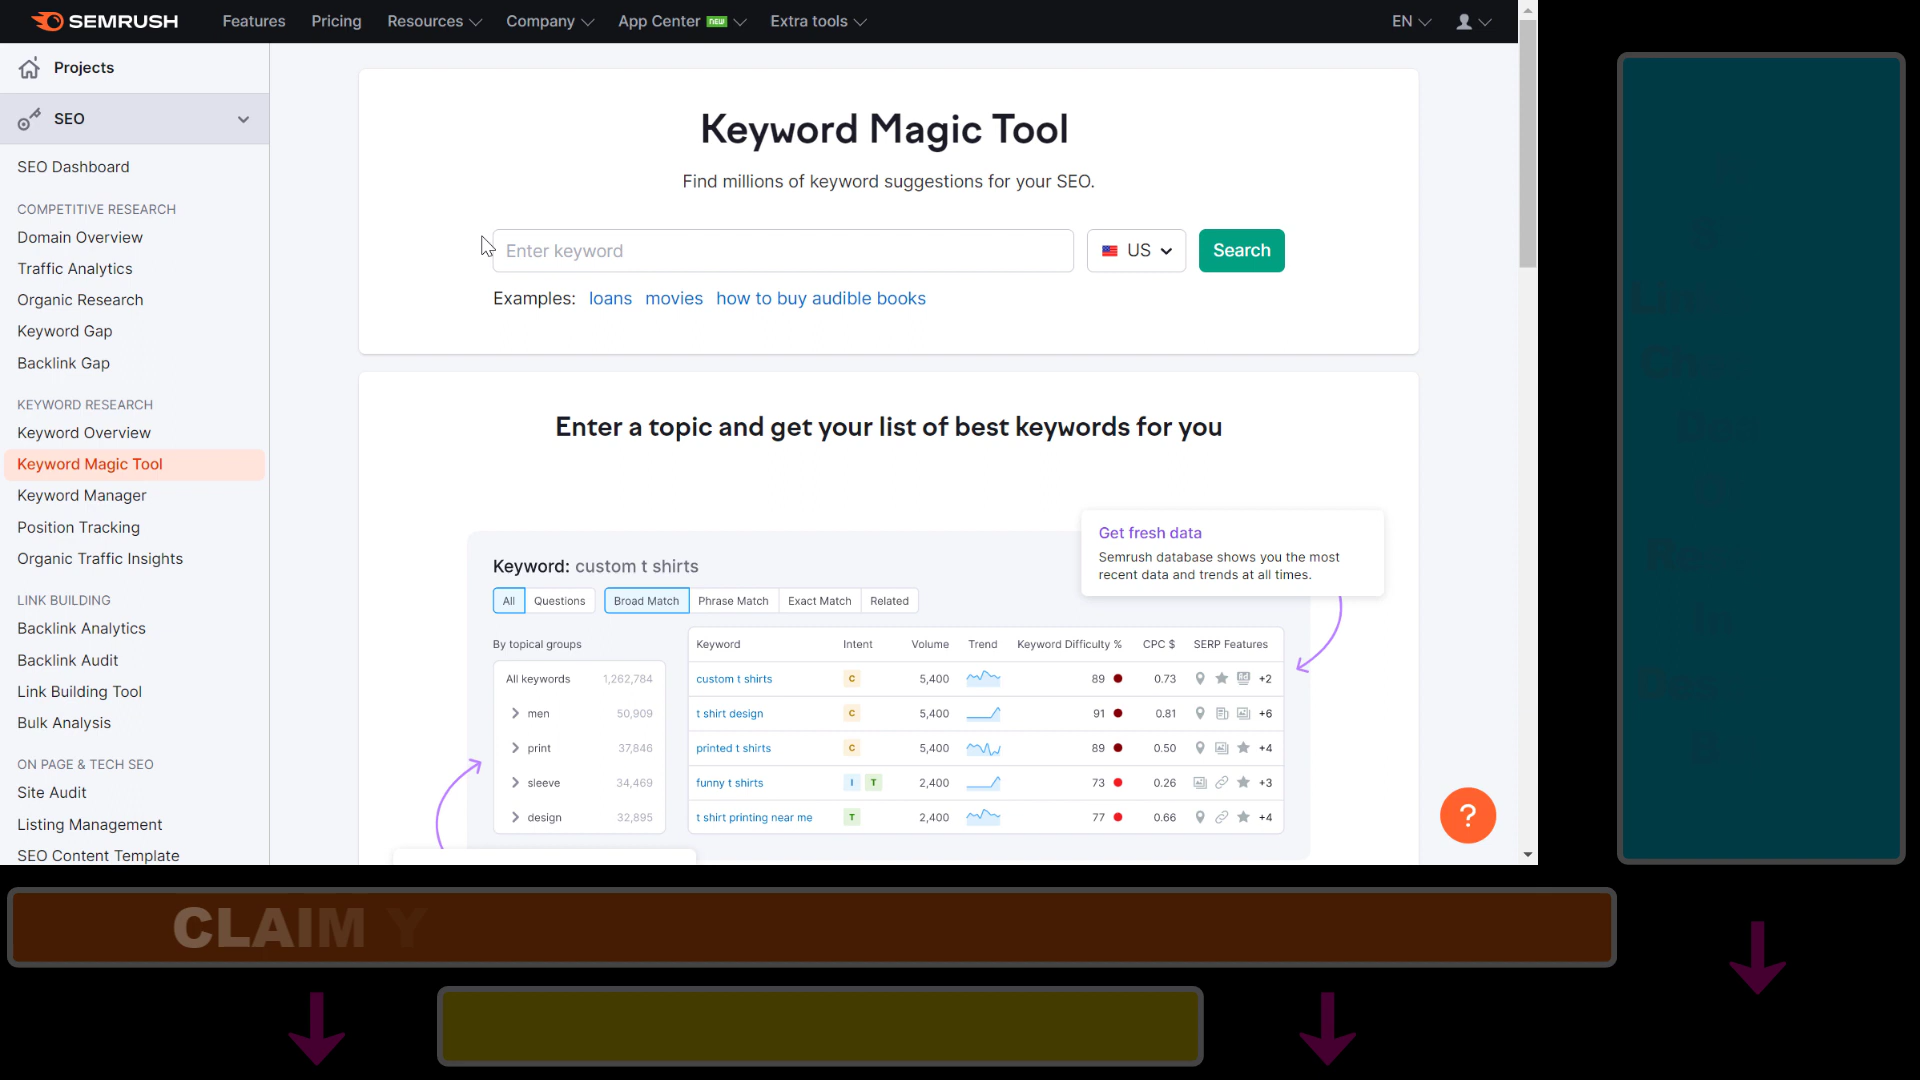 SEMRUSH Features Pricing Resources Company App Center new Extra tools EN
Projects
SEO
SEO Dashboard
COMPETITIVE RESEARCH
Domain Overview
Traffic Analytics
Organic Research
Keyword Gap
Backlink Gap
KEYWORD RESEARCH
Keyword Overview
Keyword Magic Tool
Keyword Manager
Position Tracking
Organic Traffic Insights
LINK BUILDING
Backlink Analytics
Backlink Audit
Link Building Tool
Bulk Analysis
ON PAGE & TECH SEO
Site Audit
Listing Management
SEO Content Template
Keyword Magic Tool
Find millions of keyword suggestions for your SEO.
Enter keyword US Search
Examples: loans movies how to buy audible books
Enter a topic and get your list of best keywords for you
Get fresh data
Semrush database shows you the most
recent data and trends at all times.
Keyword: custom t shirts
All Questions Broad Match Phrase Match Exact Match Related
By topical groups
All keywords 1,262,784
men 50,909
print 37,846
sleeve 34,469
design 32,895
Keyword Intent Volume Trend Keyword Difficulty % CPC $ SERP Features
custom t shirts C 5,400 89 0.73 Ad +2
t shirt design C 5,400 91 0.81 +6
printed t shirts C 5,400 89 0.50 +4
funny t shirts I T 2,400 73 0.26 +3
t shirt printing near me T 2,400 77 0.66 +4
?
CLAIM Y